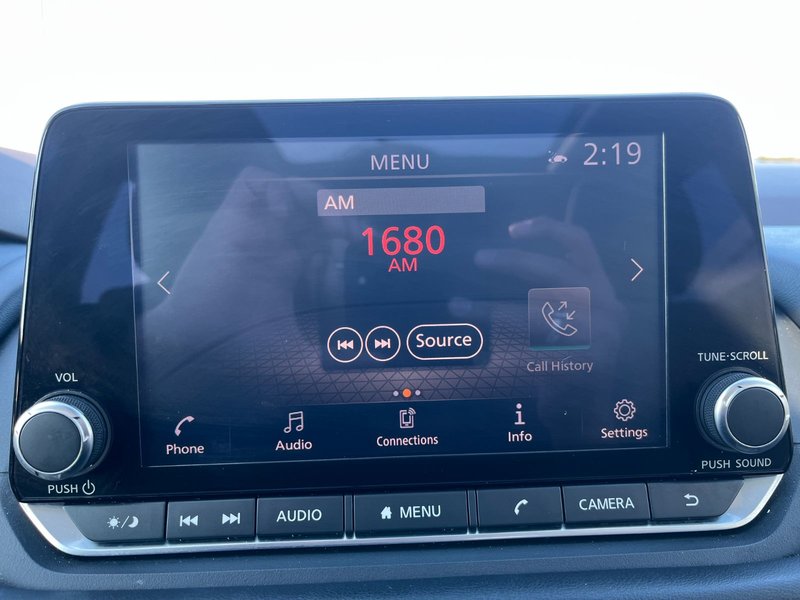 MENU
2:19
AM
1680
AM
Source
Call History
Phone
Audio
Connections
Info
Settings
VOL
PUSH
TUNE·SCROLL
PUSH SOUND
AUDIO
MENU
CAMERA